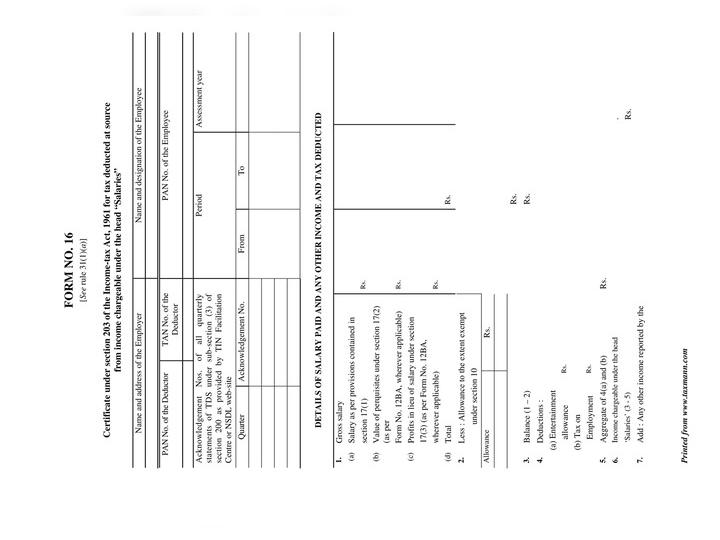 FORM NO. 16
[See rule 31(1)(a)]
Certificate under section 203 of the Income-tax Act, 1961 for tax deducted at source
from income chargeable under the head “Salaries”
Name and address of the Employer Name and designation of the Employee
PAN No. of the Deductor TAN No. of the Deductor PAN No. of the Employee
Acknowledgement Nos. of all quarterly
statements of TDS under sub-section (3) of
section 200 as provided by TIN Facilitation
Centre or NSDL web-site
Period Assessment year
Quarter Acknowledgement No. From To
DETAILS OF SALARY PAID AND ANY OTHER INCOME AND TAX DEDUCTED
1. Gross salary
(a) Salary as per provisions contained in
section 17(1) Rs.
(b) Value of perquisites under section 17(2)
(as per
Form No. 12BA, wherever applicable) Rs.
(c) Profits in lieu of salary under section
17(3) (as per Form No. 12BA,
wherever applicable) Rs.
(d) Total Rs.
2. Less : Allowance to the extent exempt
under section 10
Allowance Rs.
Rs.
3. Balance (1 – 2) Rs.
4. Deductions :
(a) Entertainment
allowance Rs.
(b) Tax on
Employment Rs.
5. Aggregate of 4(a) and (b) Rs.
6. Income chargeable under the head
‘Salaries’ (3 - 5) Rs.
7. Add : Any other income reported by the
Printed from www.taxmann.com